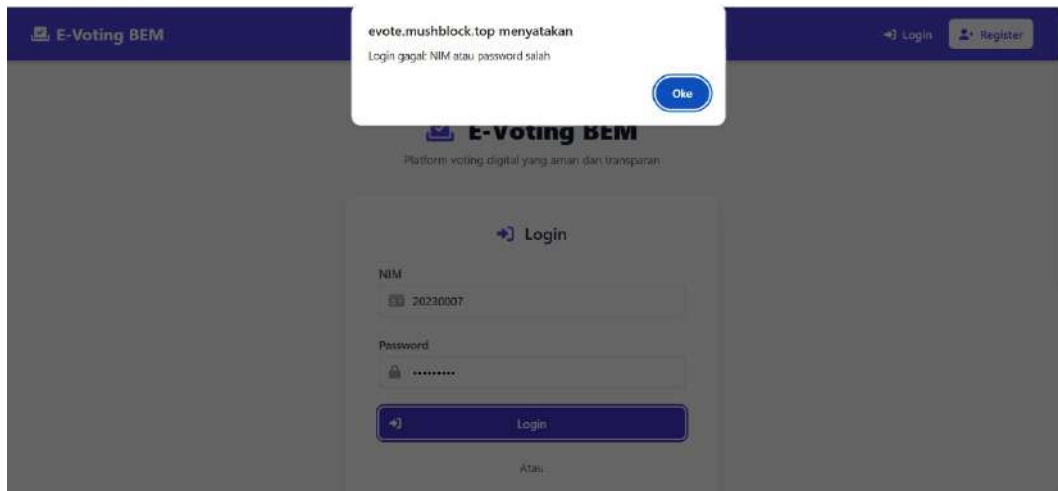 E-Voting BEM
Login
Register
evote.mushblock.top menyatakan
Login gagal: NIM atau password salah
Oke
E-Voting BEM
Platform voting digital yang aman dan transparan
Login
NIM
20230007
Password
•••••••••
Login
Atau